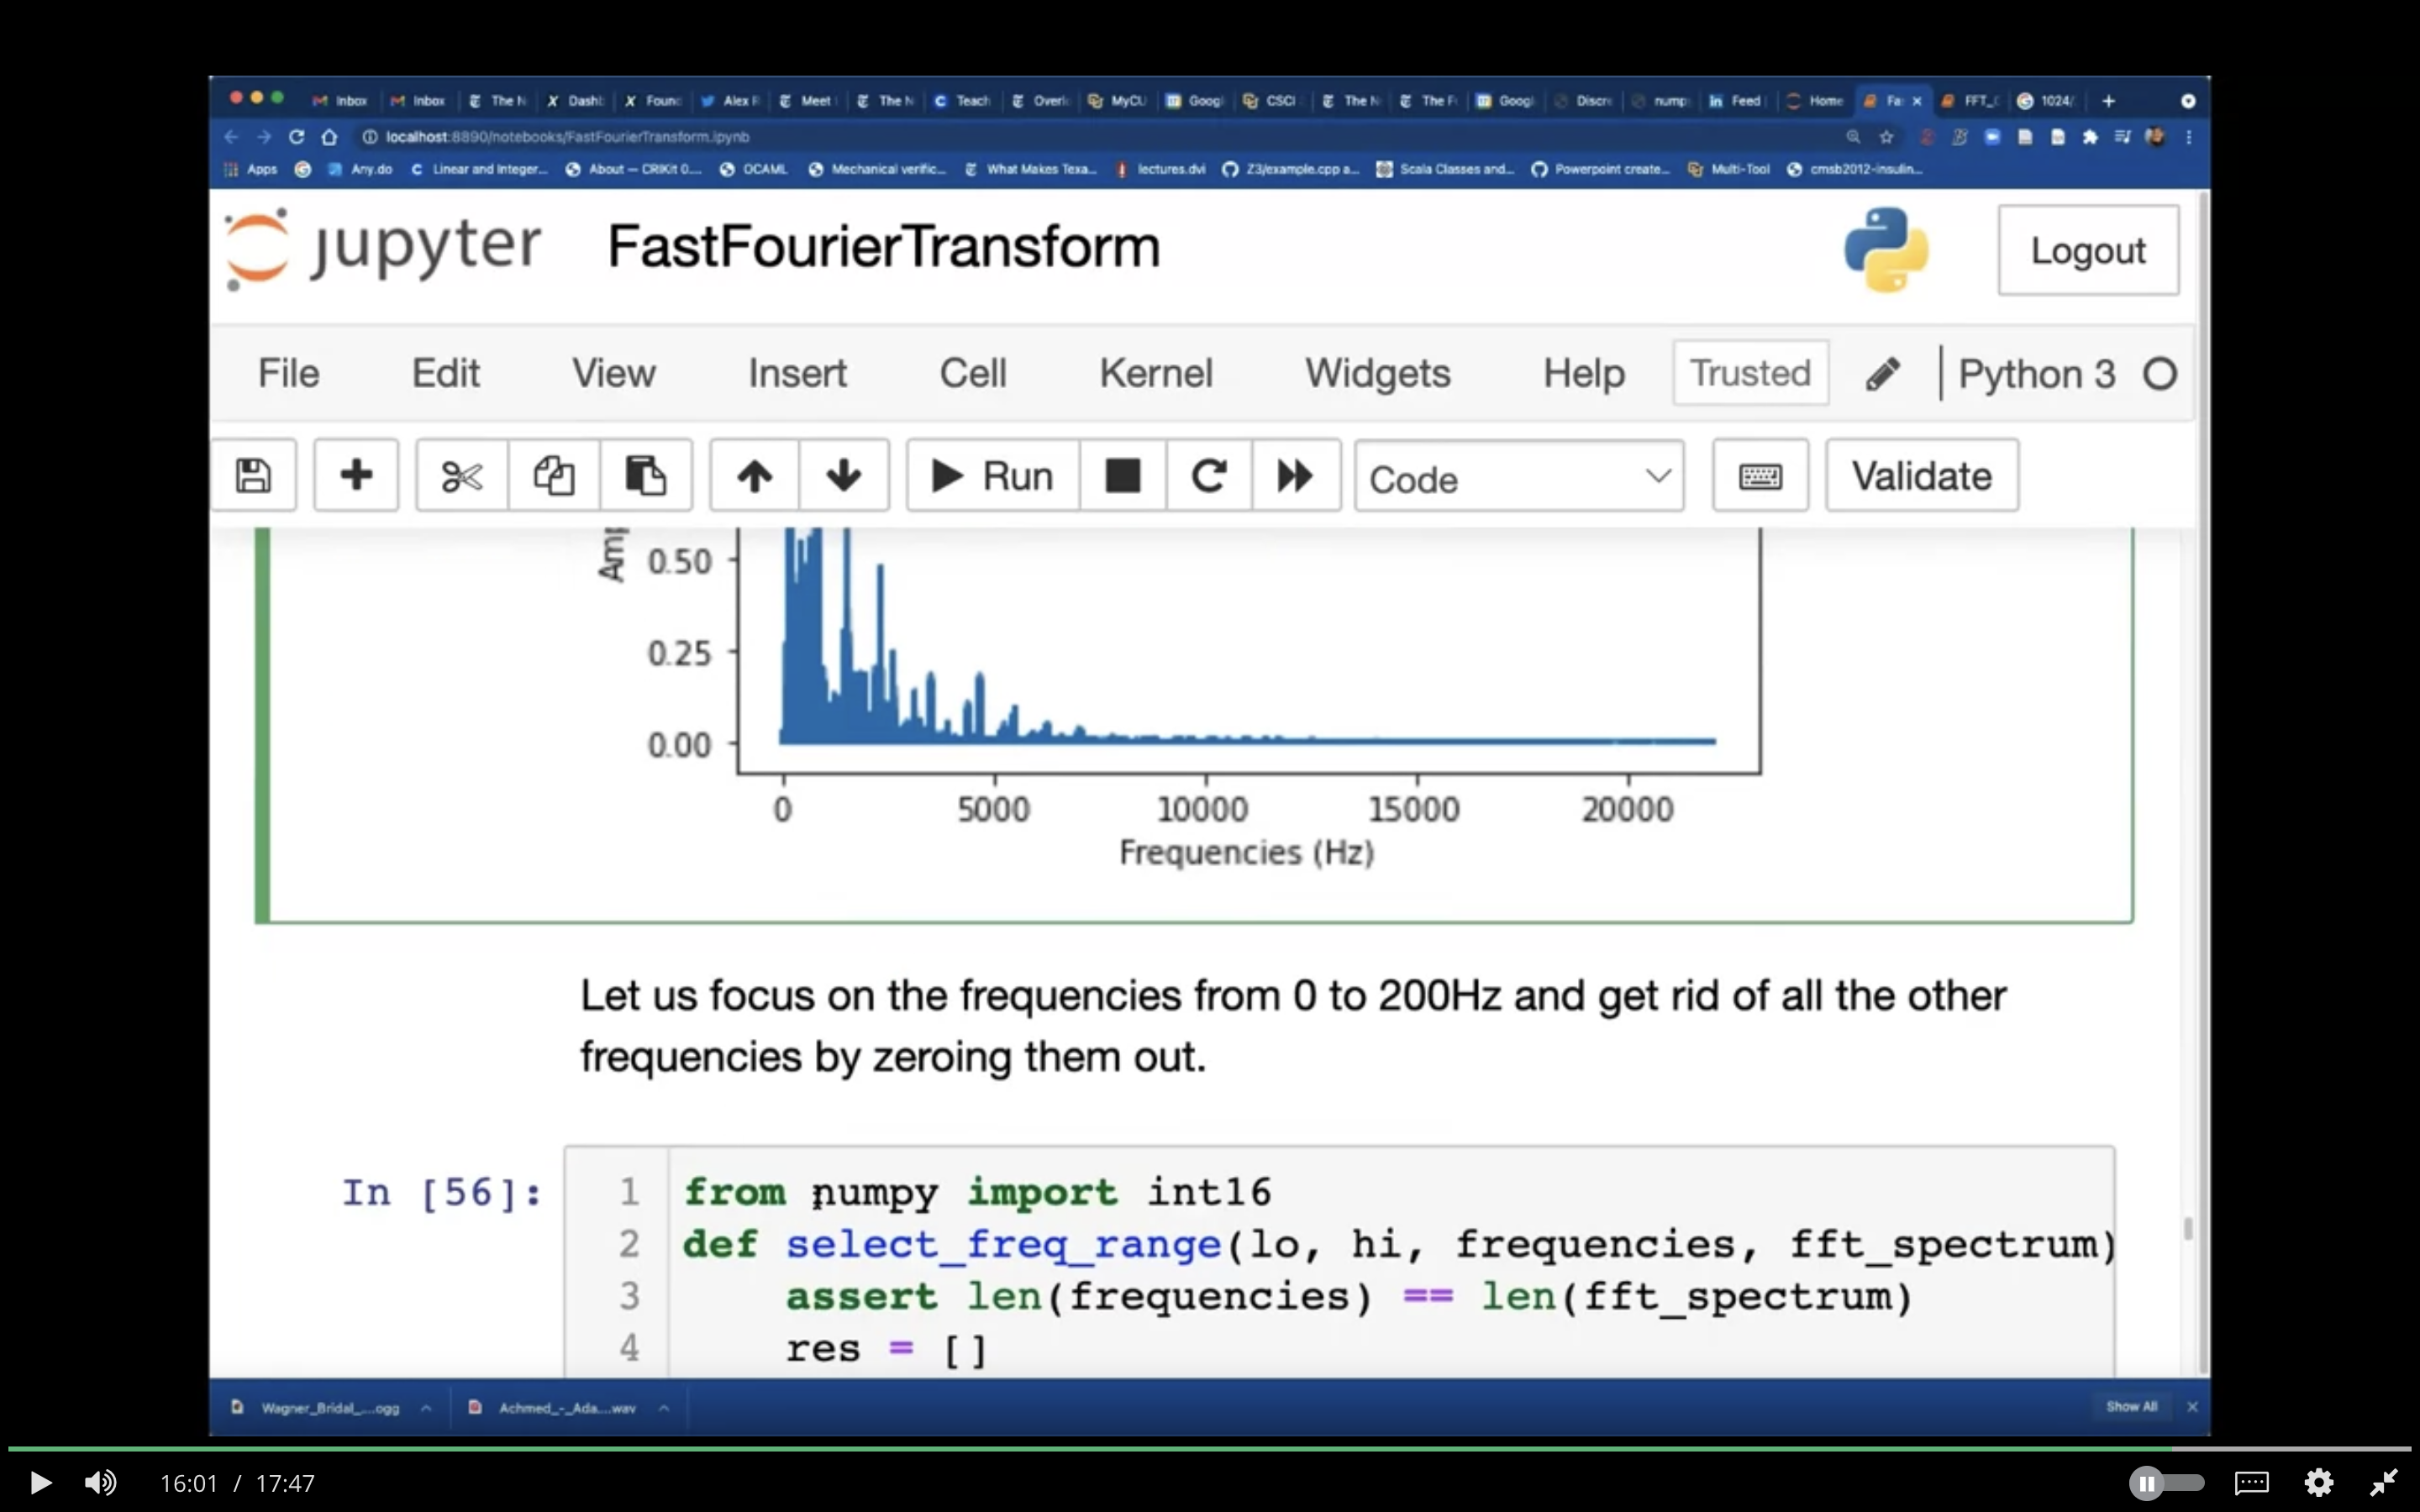 Inbox Inbox The N Dashb Found Alex R Meet The N Teach Overl MyCU Googl CSCI The N The Fr Googl Discre nump Feed Home Fa FFT_ 1024/
localhost:8890/notebooks/FastFourierTransform.ipynb
Apps Any.do Linear and Integer... About — CRIKit 0.... OCAML Mechanical verific... What Makes Texa... lectures.dvi Z3/example.cpp a... Scala Classes and... Powerpoint create... Multi-Tool cmsb2012-insulin...
jupyter FastFourierTransform Logout
File Edit View Insert Cell Kernel Widgets Help Trusted Python 3
Run Code Validate
Amp
0.50
0.25
0.00
0 5000 10000 15000 20000
Frequencies (Hz)
Let us focus on the frequencies from 0 to 200Hz and get rid of all the other
frequencies by zeroing them out.
In [56]:
1 from numpy import int16
2 def select_freq_range(lo, hi, frequencies, fft_spectrum)
3 assert len(frequencies) == len(fft_spectrum)
4 res = []
Wagner_Bridal_....ogg Achmed_-_Ada....wav Show All
16:01 / 17:47